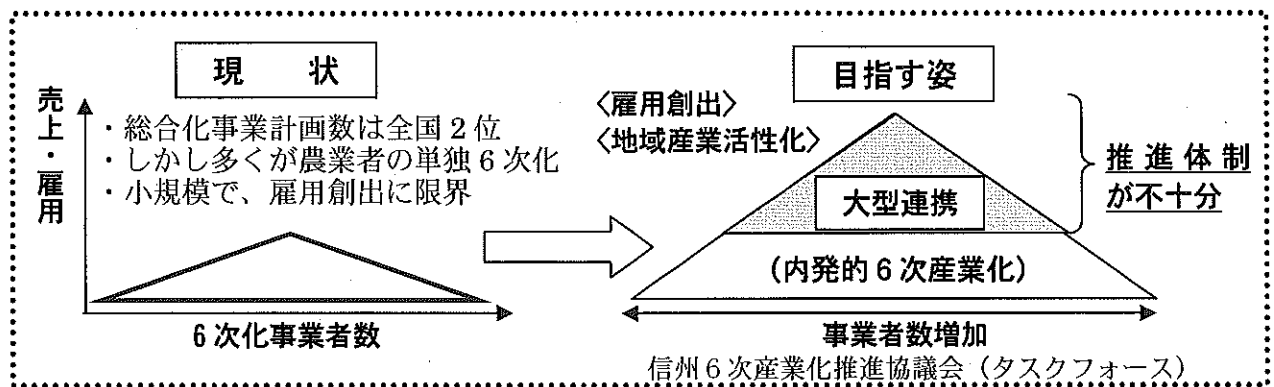 現 状
売上・雇用
・総合化事業計画数は全国2位
・しかし多くが農業者の単独6次化
・小規模で、雇用創出に限界
6次化事業者数
目指す姿
〈雇用創出〉
〈地域産業活性化〉
大型連携
(内発的6次産業化)
推進体制
が不十分
事業者数増加
信州6次産業化推進協議会(タスクフォース)